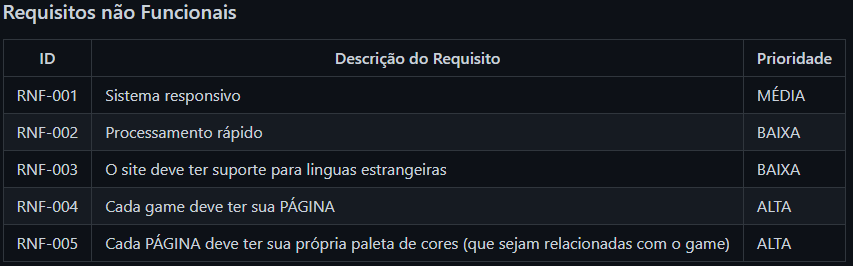 Requisitos não Funcionais
ID Descrição do Requisito Prioridade
RNF-001 Sistema responsivo MÉDIA
RNF-002 Processamento rápido BAIXA
RNF-003 O site deve ter suporte para linguas estrangeiras BAIXA
RNF-004 Cada game deve ter sua PÁGINA ALTA
RNF-005 Cada PÁGINA deve ter sua própria paleta de cores (que sejam relacionadas com o game) ALTA